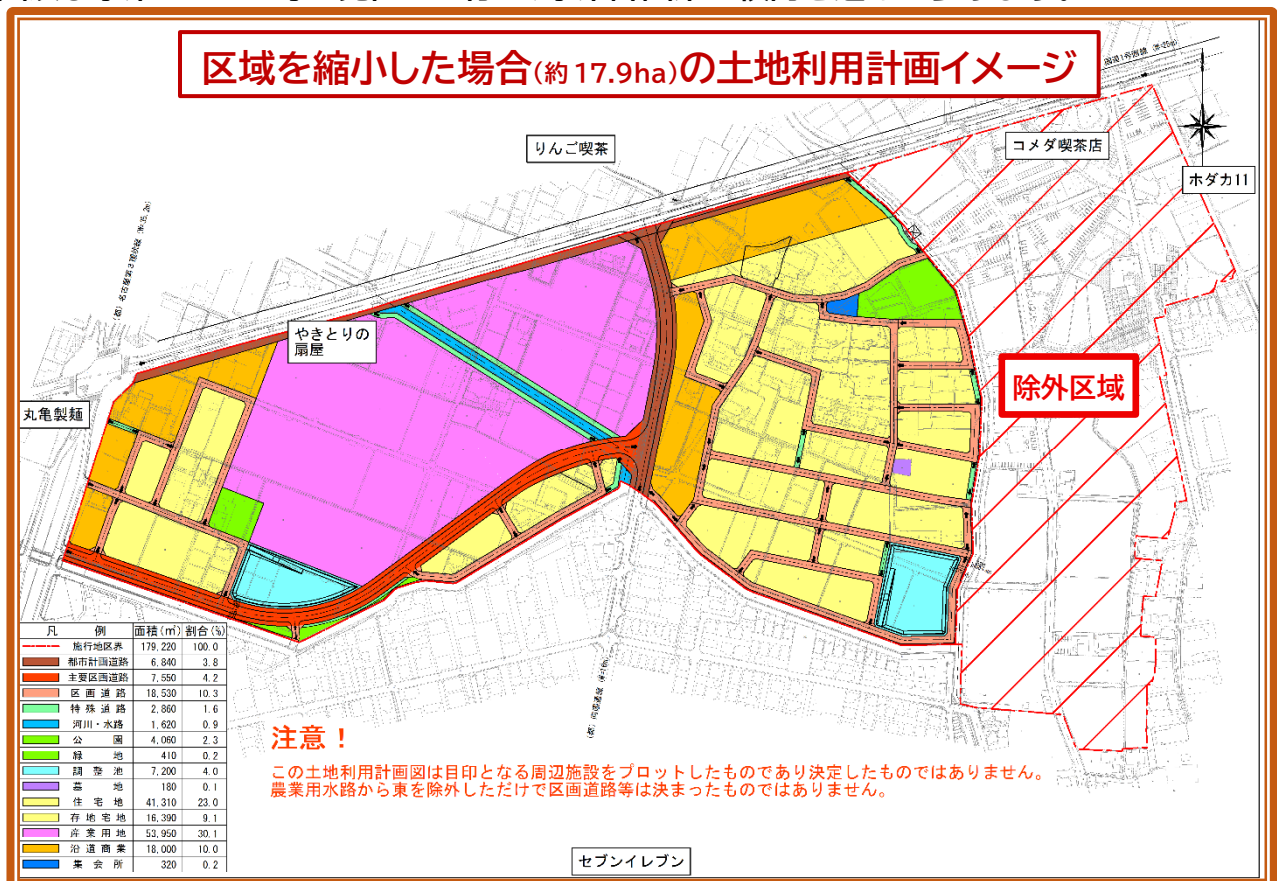 区域を縮小した場合(約17.9ha)の土地利用計画イメージ
りんご喫茶
コメダ喫茶店
ホダカ11
やきとりの
扇屋
丸亀製麺
除外区域
凡 例 面積(㎡) 割合(%)
施行地区界 179,220 100.0
都市計画道路 6,840 3.8
主要区画道路 7,550 4.2
区画道路 18,530 10.3
特殊道路 2,860 1.6
河川・水路 1,620 0.9
公 園 4,060 2.3
緑 地 410 0.2
調整池 7,200 4.0
墓 地 180 0.1
住宅地 41,310 23.0
存地宅地 16,390 9.1
産業用地 53,950 30.1
沿道商業 18,000 10.0
集会所 320 0.2
注意！
この土地利用計画図は目印となる周辺施設をプロットしたものであり決定したものではありません。
農業用水路から東を除外しただけで区画道路等は決まったものではありません。
セブンイレブン